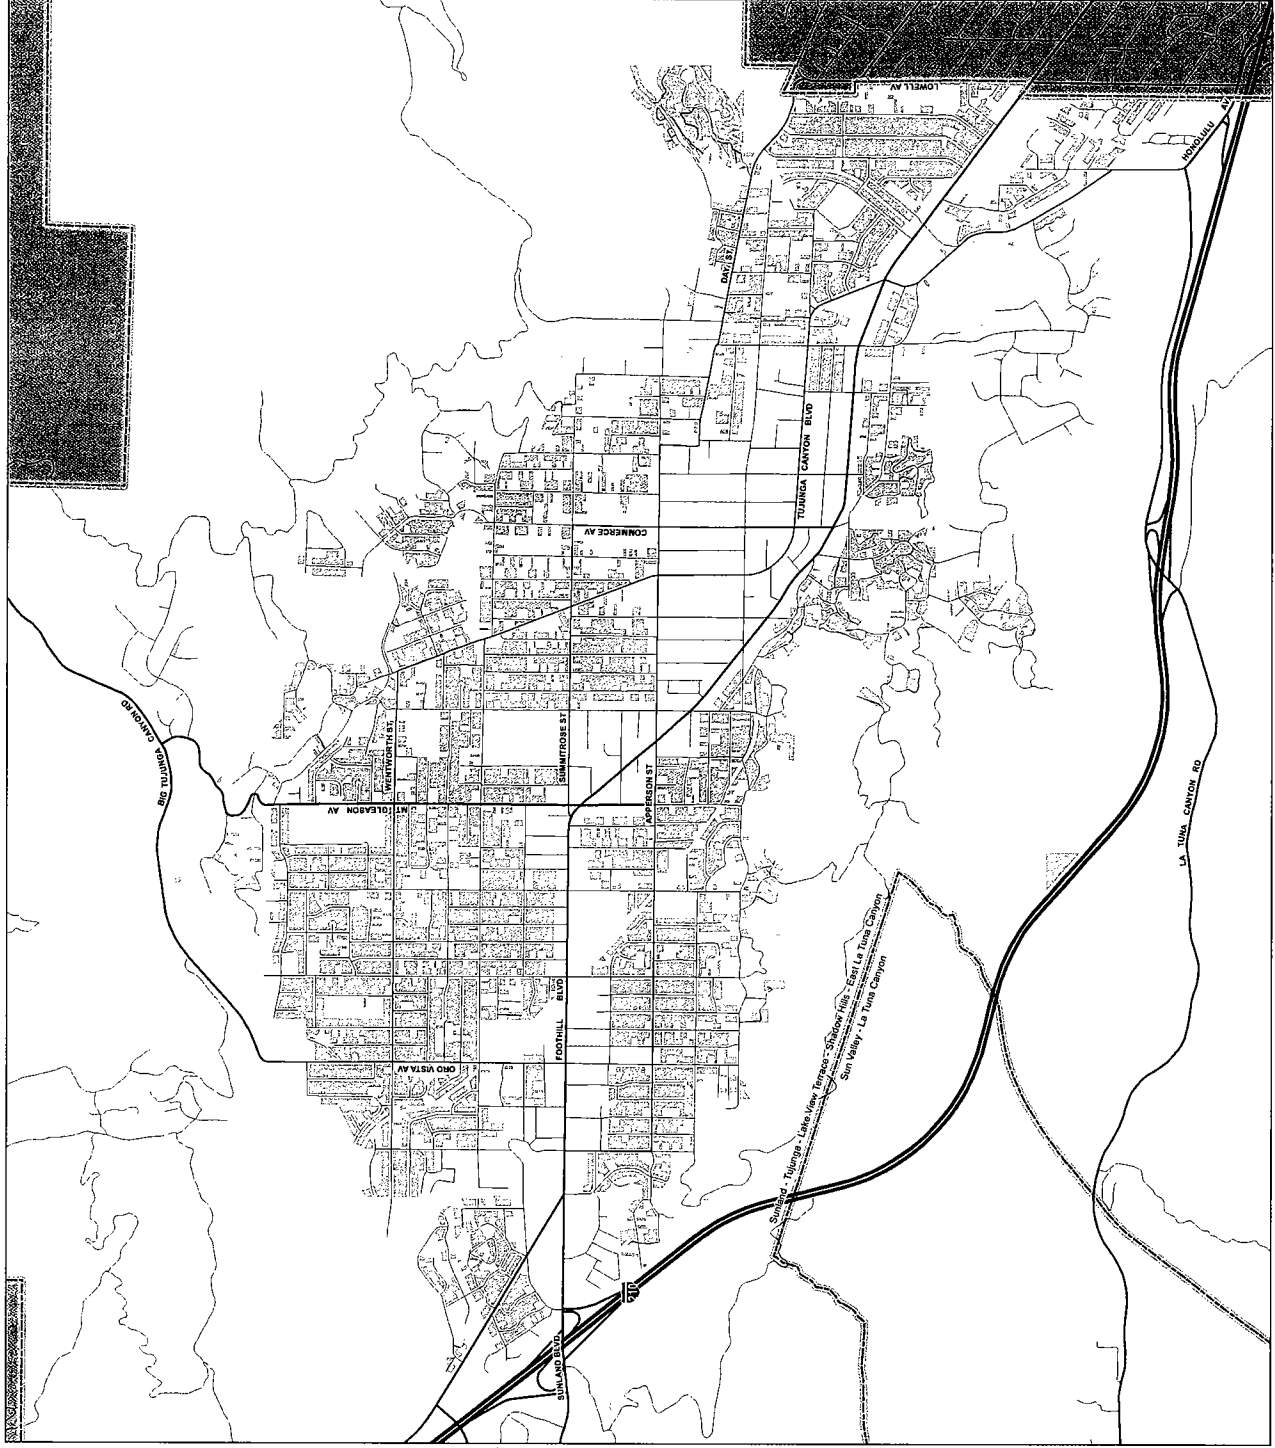 LOWELL AV
HONOLULU AV
DAY ST,
TUJUNGA CANYON BLVD
COMMERCE AV
BIG TUJUNGA CANYON RD
WENTWORTH ST,
SUMMITROSE ST
MT GLEASON AV
APPERSON ST
LA TUNA CANYON RD
FOOTHILL BLVD
ORO VISTA AV
Sunland - Tujunga - Lake View Terrace - Shadow Hills - East La Tuna Canyon
Sun Valley - La Tuna Canyon
SUNLAND BLVD,